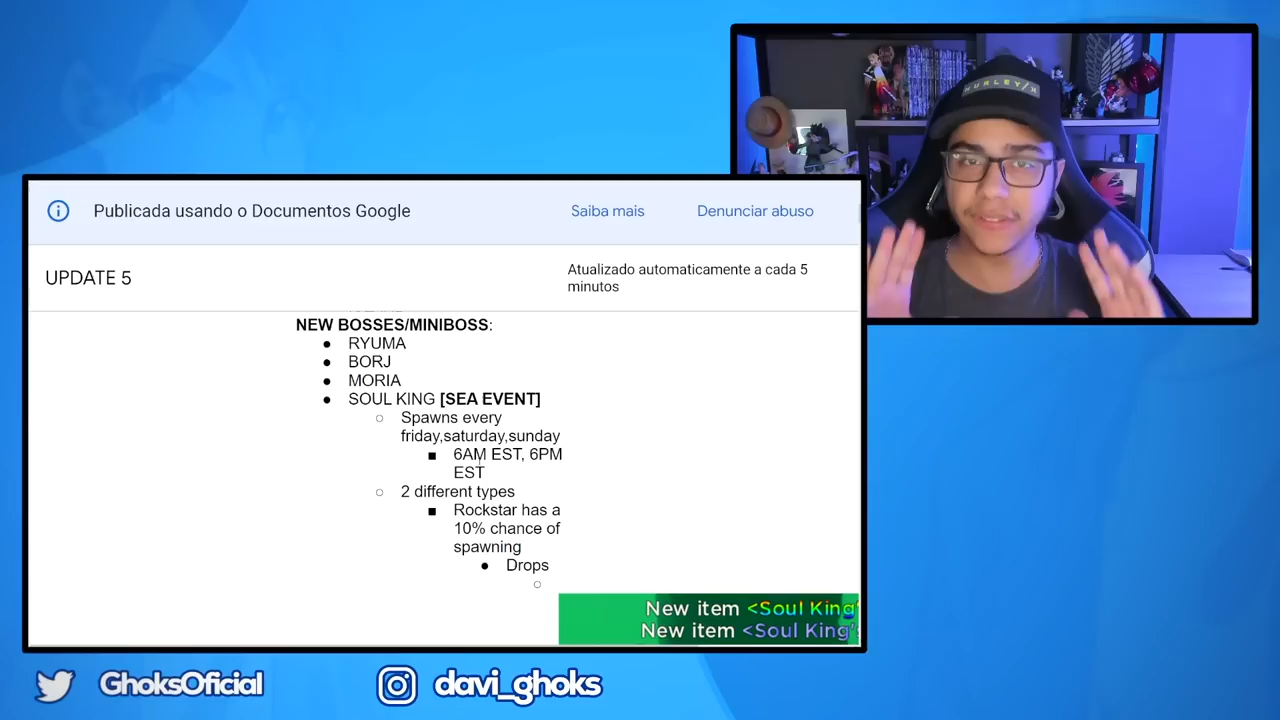 HURLEY/X
Publicada usando o Documentos Google
Saiba mais
Denunciar abuso
UPDATE 5
Atualizado automaticamente a cada 5
minutos
NEW BOSSES/MINIBOSS:
RYUMA
BORJ
MORIA
SOUL KING [SEA EVENT]
Spawns every
friday,saturday,sunday
6AM EST, 6PM
EST
2 different types
Rockstar has a
10% chance of
spawning
Drops
New item <Soul King'
New item <Soul King's
GhoksOficial
davi_ghoks